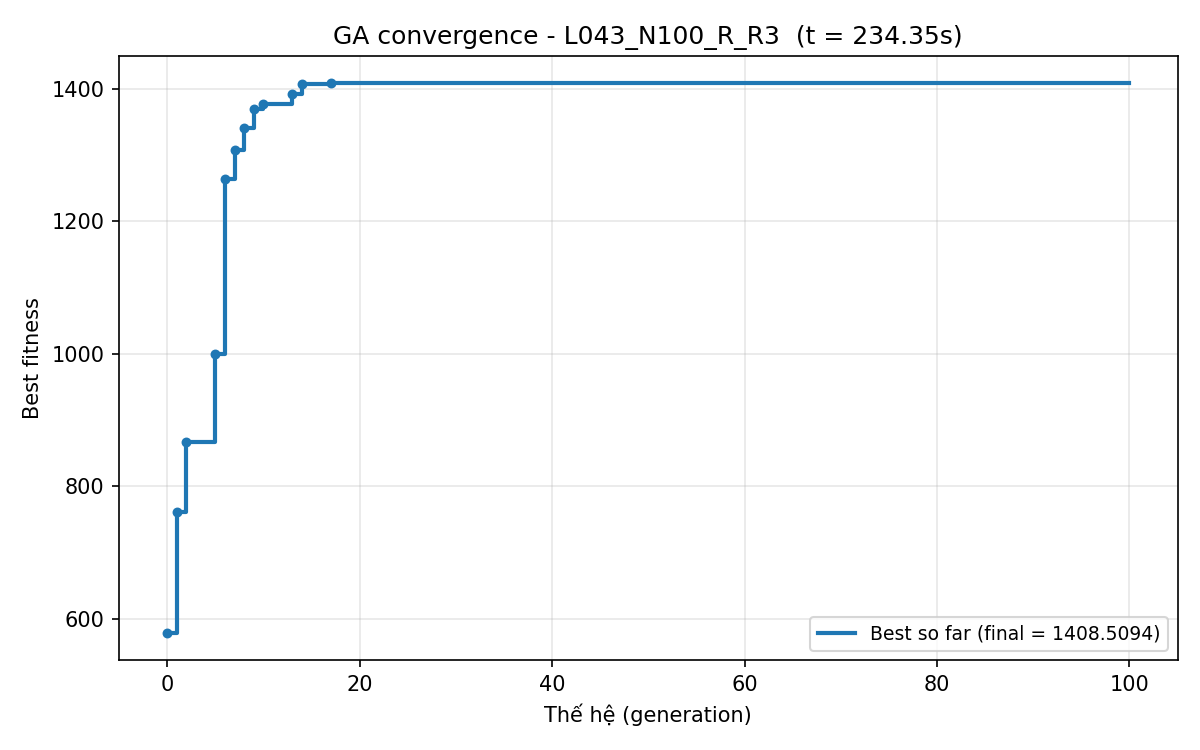 GA convergence - L043_N100_R_R3  (t = 234.35s)
Best fitness
1400
1200
1000
800
600
Best so far (final = 1408.5094)
0 20 40 60 80 100
Thế hệ (generation)